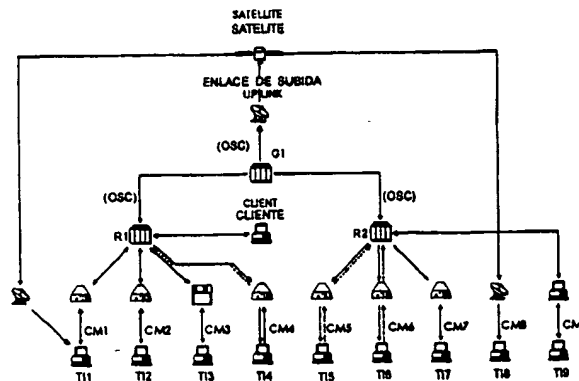 SATELLITE
SATELITE
ENLACE DE SUBIDA
UPLINK
(OSC) G1
(OSC) (OSC)
CLIENT
CLIENTE
R1 R2
CM1 CM2 CM3 CM4 CM5 CM6 CM7 CM8 CM
TI1 TI2 TI3 TI4 TI5 TI6 TI7 TI8 TI9